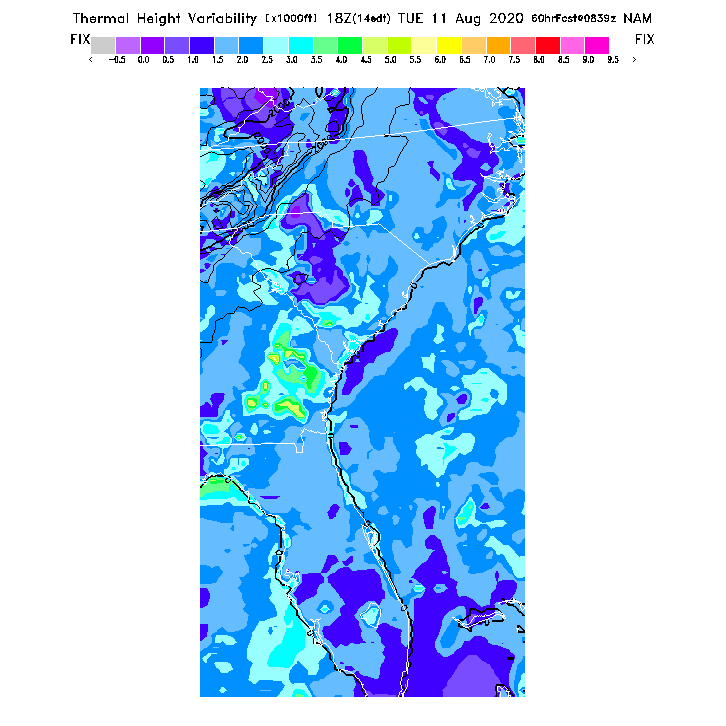 Thermal Height Variability [x1000ft] 18Z(14edt) TUE 11 Aug 2020 60hrFcst@0839z NAM
FIX FIX
< −0.5 0.0 0.5 1.0 1.5 2.0 2.5 3.0 3.5 4.0 4.5 5.0 5.5 6.0 6.5 7.0 7.5 8.0 8.5 9.0 9.5 >